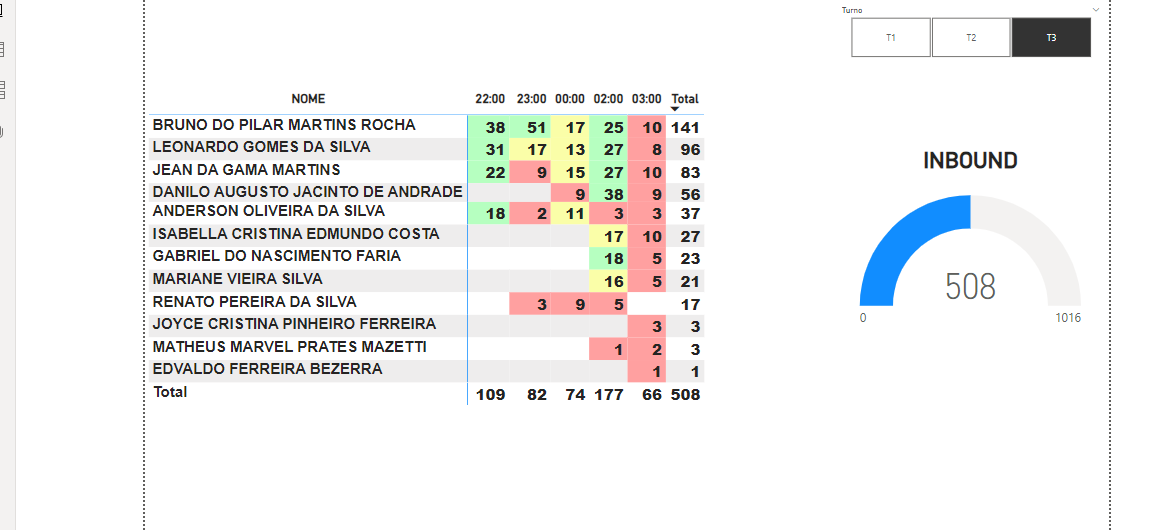 Turno
T1 T2 T3
NOME 22:00 23:00 00:00 02:00 03:00 Total
BRUNO DO PILAR MARTINS ROCHA 38 51 17 25 10 141
LEONARDO GOMES DA SILVA 31 17 13 27 8 96
JEAN DA GAMA MARTINS 22 9 15 27 10 83
DANILO AUGUSTO JACINTO DE ANDRADE 9 38 9 56
ANDERSON OLIVEIRA DA SILVA 18 2 11 3 3 37
ISABELLA CRISTINA EDMUNDO COSTA 17 10 27
GABRIEL DO NASCIMENTO FARIA 18 5 23
MARIANE VIEIRA SILVA 16 5 21
RENATO PEREIRA DA SILVA 3 9 5 17
JOYCE CRISTINA PINHEIRO FERREIRA 3 3
MATHEUS MARVEL PRATES MAZETTI 1 2 3
EDVALDO FERREIRA BEZERRA 1 1
Total 109 82 74 177 66 508
INBOUND
508
0 1016